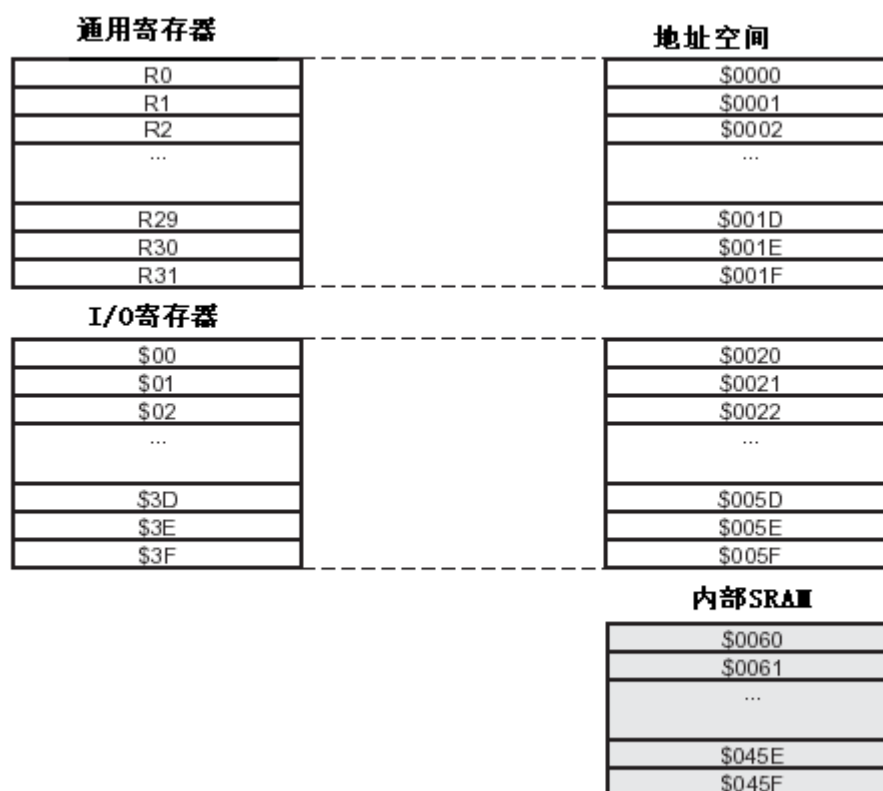 通用寄存器 地址空间
R0 $0000
R1 $0001
R2 $0002
... ...
R29 $001D
R30 $001E
R31 $001F
I/O寄存器
$00 $0020
$01 $0021
$02 $0022
... ...
$3D $005D
$3E $005E
$3F $005F
内部SRAM
$0060
$0061
...
$045E
$045F